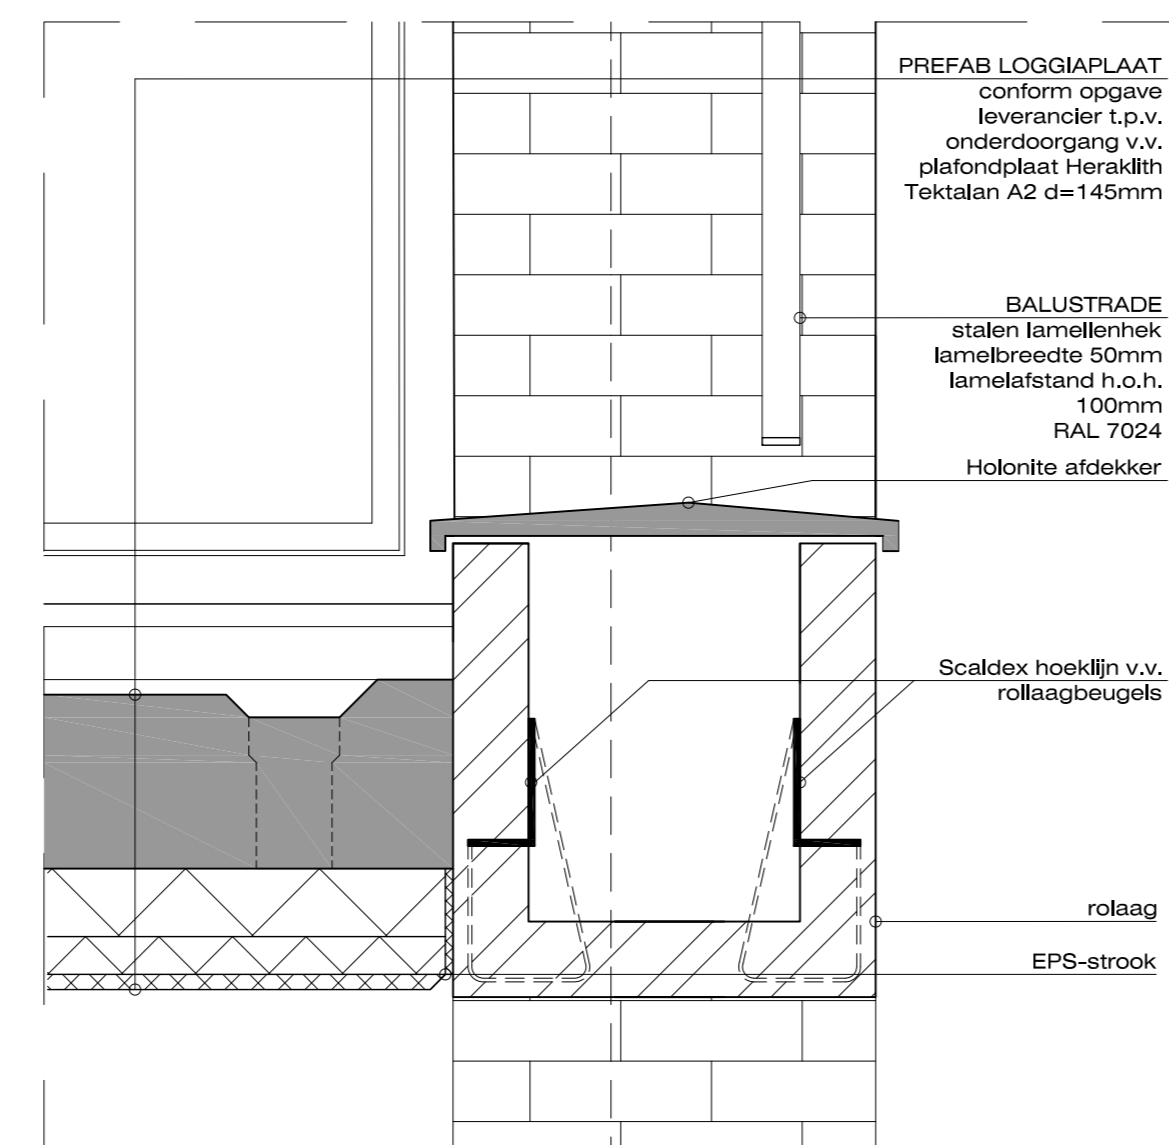 PREFAB LOGGIAPLAAT
conform opgave
leverancier t.p.v.
onderdoorgang v.v.
plafondplaat Heraklith
Tektalan A2 d=145mm
BALUSTRADE
stalen lamellenhek
lamelbreedte 50mm
lamelafstand h.o.h.
100mm
RAL 7024
Holonite afdekker
Scaldex hoeklijn v.v.
rollaagbeugels
rolaag
EPS-strook